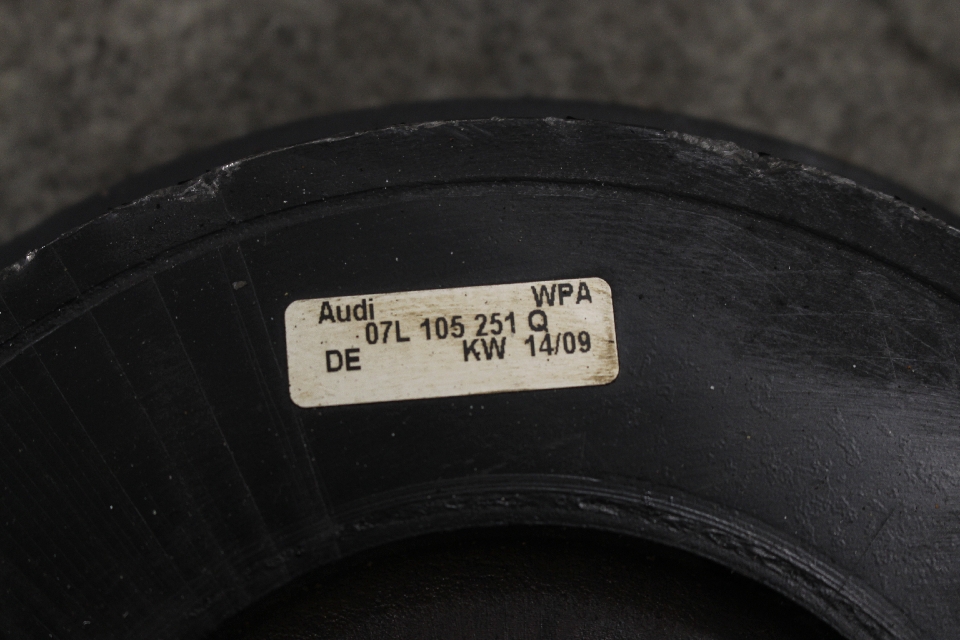 Audi WPA
07L 105 251 Q
DE KW 14/09